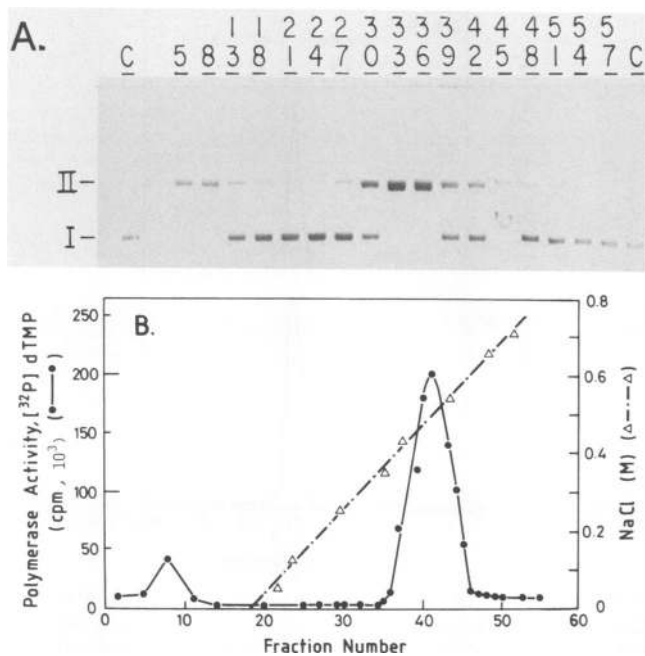 A.
C 5 8 13 18 21 24 27 30 33 36 39 42 45 48 51 54 57 C
II
I
B.
Polymerase Activity, [³²P] dTMP
(cpm, 10³) (●—●)
250
200
150
100
50
0
0.8
0.6
0.4
0.2
0
NaCl (M) (△–·–△)
0 10 20 30 40 50 60
Fraction Number